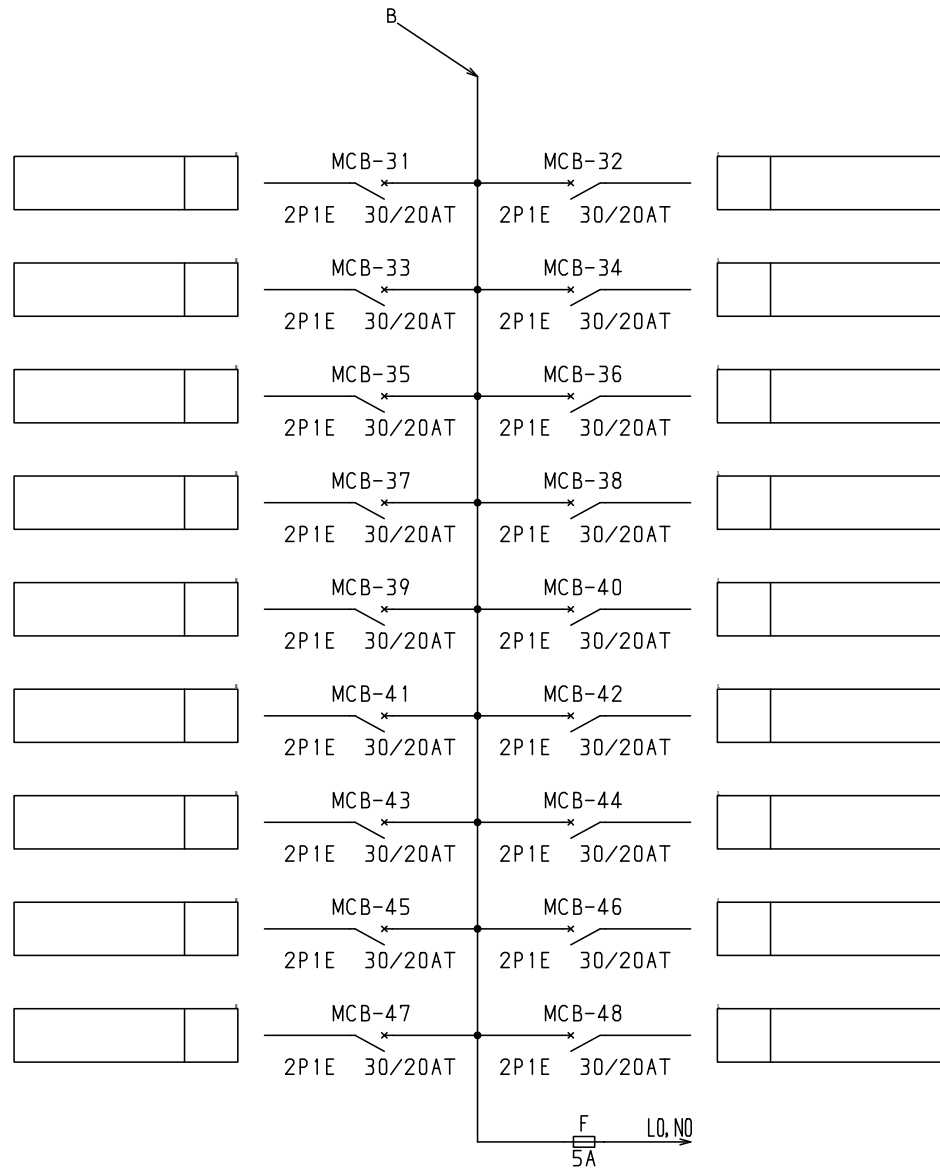 B
MCB-31 MCB-32
2P1E 30/20AT 2P1E 30/20AT
MCB-33 MCB-34
2P1E 30/20AT 2P1E 30/20AT
MCB-35 MCB-36
2P1E 30/20AT 2P1E 30/20AT
MCB-37 MCB-38
2P1E 30/20AT 2P1E 30/20AT
MCB-39 MCB-40
2P1E 30/20AT 2P1E 30/20AT
MCB-41 MCB-42
2P1E 30/20AT 2P1E 30/20AT
MCB-43 MCB-44
2P1E 30/20AT 2P1E 30/20AT
MCB-45 MCB-46
2P1E 30/20AT 2P1E 30/20AT
MCB-47 MCB-48
2P1E 30/20AT 2P1E 30/20AT
F L0,N0
5A